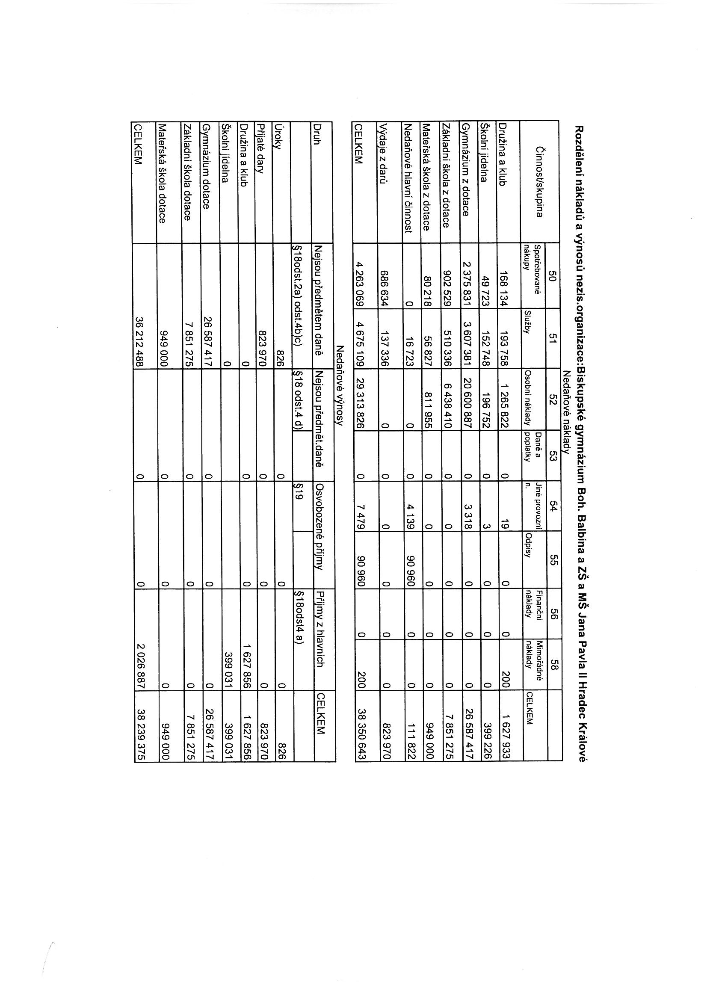 Rozdělení nákladů a výnosů nezis.organizace:Biskupské gymnázium Boh. Balbína a ZŠ a MŠ Jana Pavla II Hradec Králové
Nedaňové náklady
Činnost/skupina 50 51 52 53 54 55 56 58
Spotřebované nákupy Služby Osobní náklady Daně a poplatky Jiné provozní n. Odpisy Finanční náklady Mimořádné náklady CELKEM
Družina a klub 168 134 193 758 1 265 822 0 19 0 0 200 1 627 933
Školní jídelna 49 723 152 748 196 752 0 3 0 0 0 399 226
Gymnázium z dotace 2 375 831 3 607 381 20 600 887 0 3 318 0 0 0 26 587 417
Základní škola z dotace 902 529 510 336 6 438 410 0 0 0 0 0 7 851 275
Mateřská škola z dotace 80 218 56 827 811 955 0 0 0 0 0 949 000
Nedaňové hlavní činnost 0 16 723 0 0 4 139 90 960 0 0 111 822
Výdaje z darů 686 634 137 336 0 0 0 0 0 0 823 970
CELKEM 4 263 069 4 675 109 29 313 826 0 7 479 90 960 0 200 38 350 643
Nedaňové výnosy
Druh Nejsou předmětem daně Nejsou předmět.daně Osvobozené příjmy Příjmy z hlavních CELKEM
§18odst.2a) odst.4b)c) §18 odst.4 d) §19 §18odst4 a)
Úroky 826 0 0 0 826
Přijaté dary 823 970 0 0 0 823 970
Družina a klub 0 0 0 1 627 856 1 627 856
Školní jídelna 0 399 031 399 031
Gymnázium dotace 26 587 417 0 0 0 26 587 417
Základní škola dotace 7 851 275 0 0 0 7 851 275
Mateřská škola dotace 949 000 0 0 0 949 000
CELKEM 36 212 488 0 0 2 026 887 38 239 375